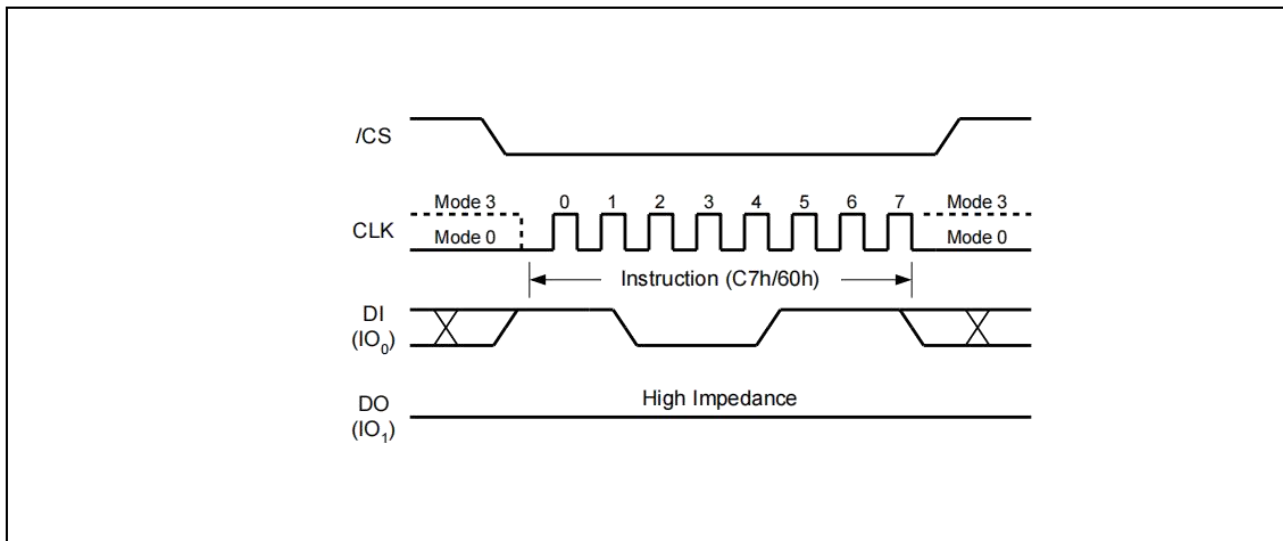 /CS
Mode 3 0 1 2 3 4 5 6 7 Mode 3
CLK
Mode 0 Mode 0
Instruction (C7h/60h)
DI
(IO0)
High Impedance
DO
(IO1)